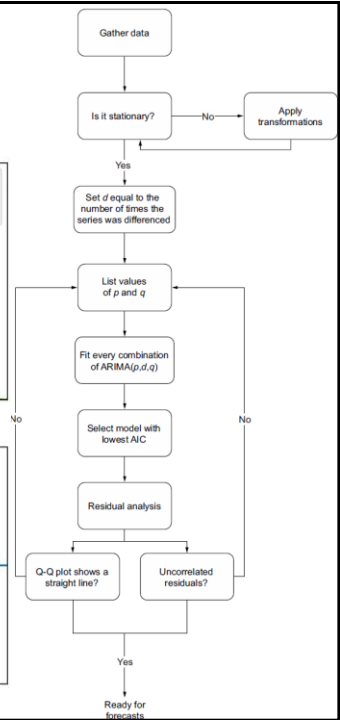 Gather data
Is it stationary?
No
Apply
transformations
Yes
Set d equal to the
number of times the
series was differenced
List values
of p and q
Fit every combination
of ARIMA(p,d,q)
No
No
Select model with
lowest AIC
Residual analysis
Q-Q plot shows a
straight line?
Uncorrelated
residuals?
Yes
Ready for
forecasts